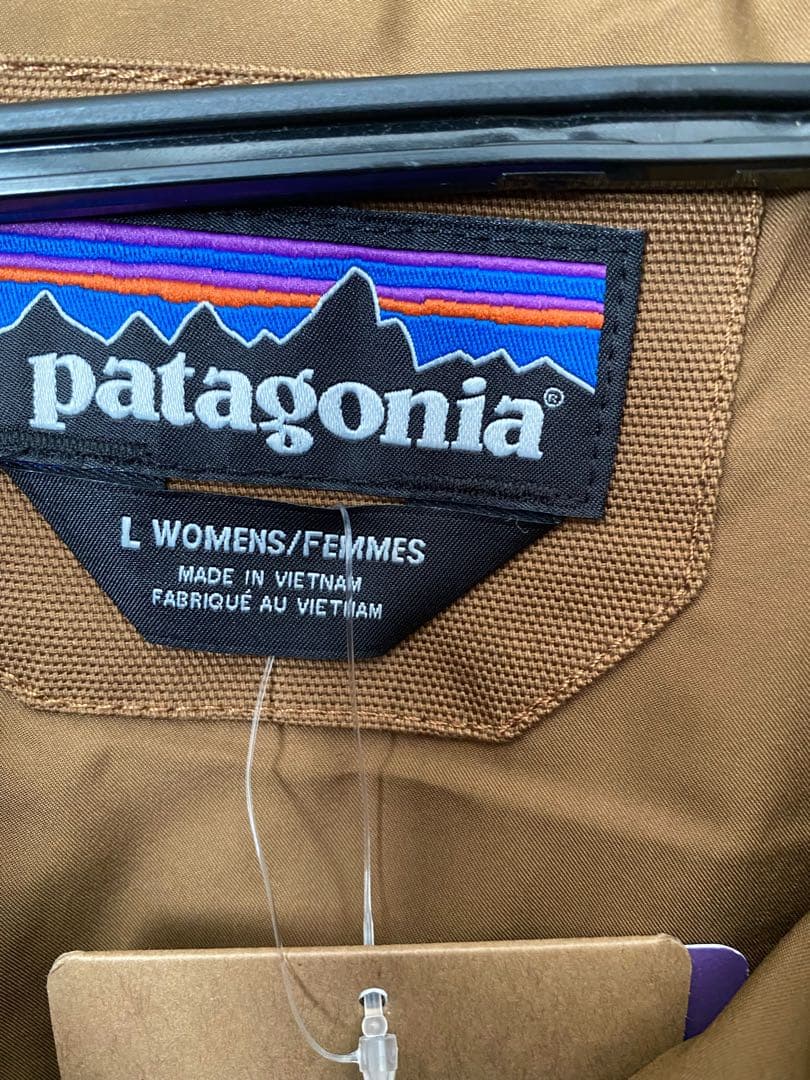 patagonia®
L WOMENS/FEMMES
MADE IN VIETNAM
FABRIQUÉ AU VIETNAM